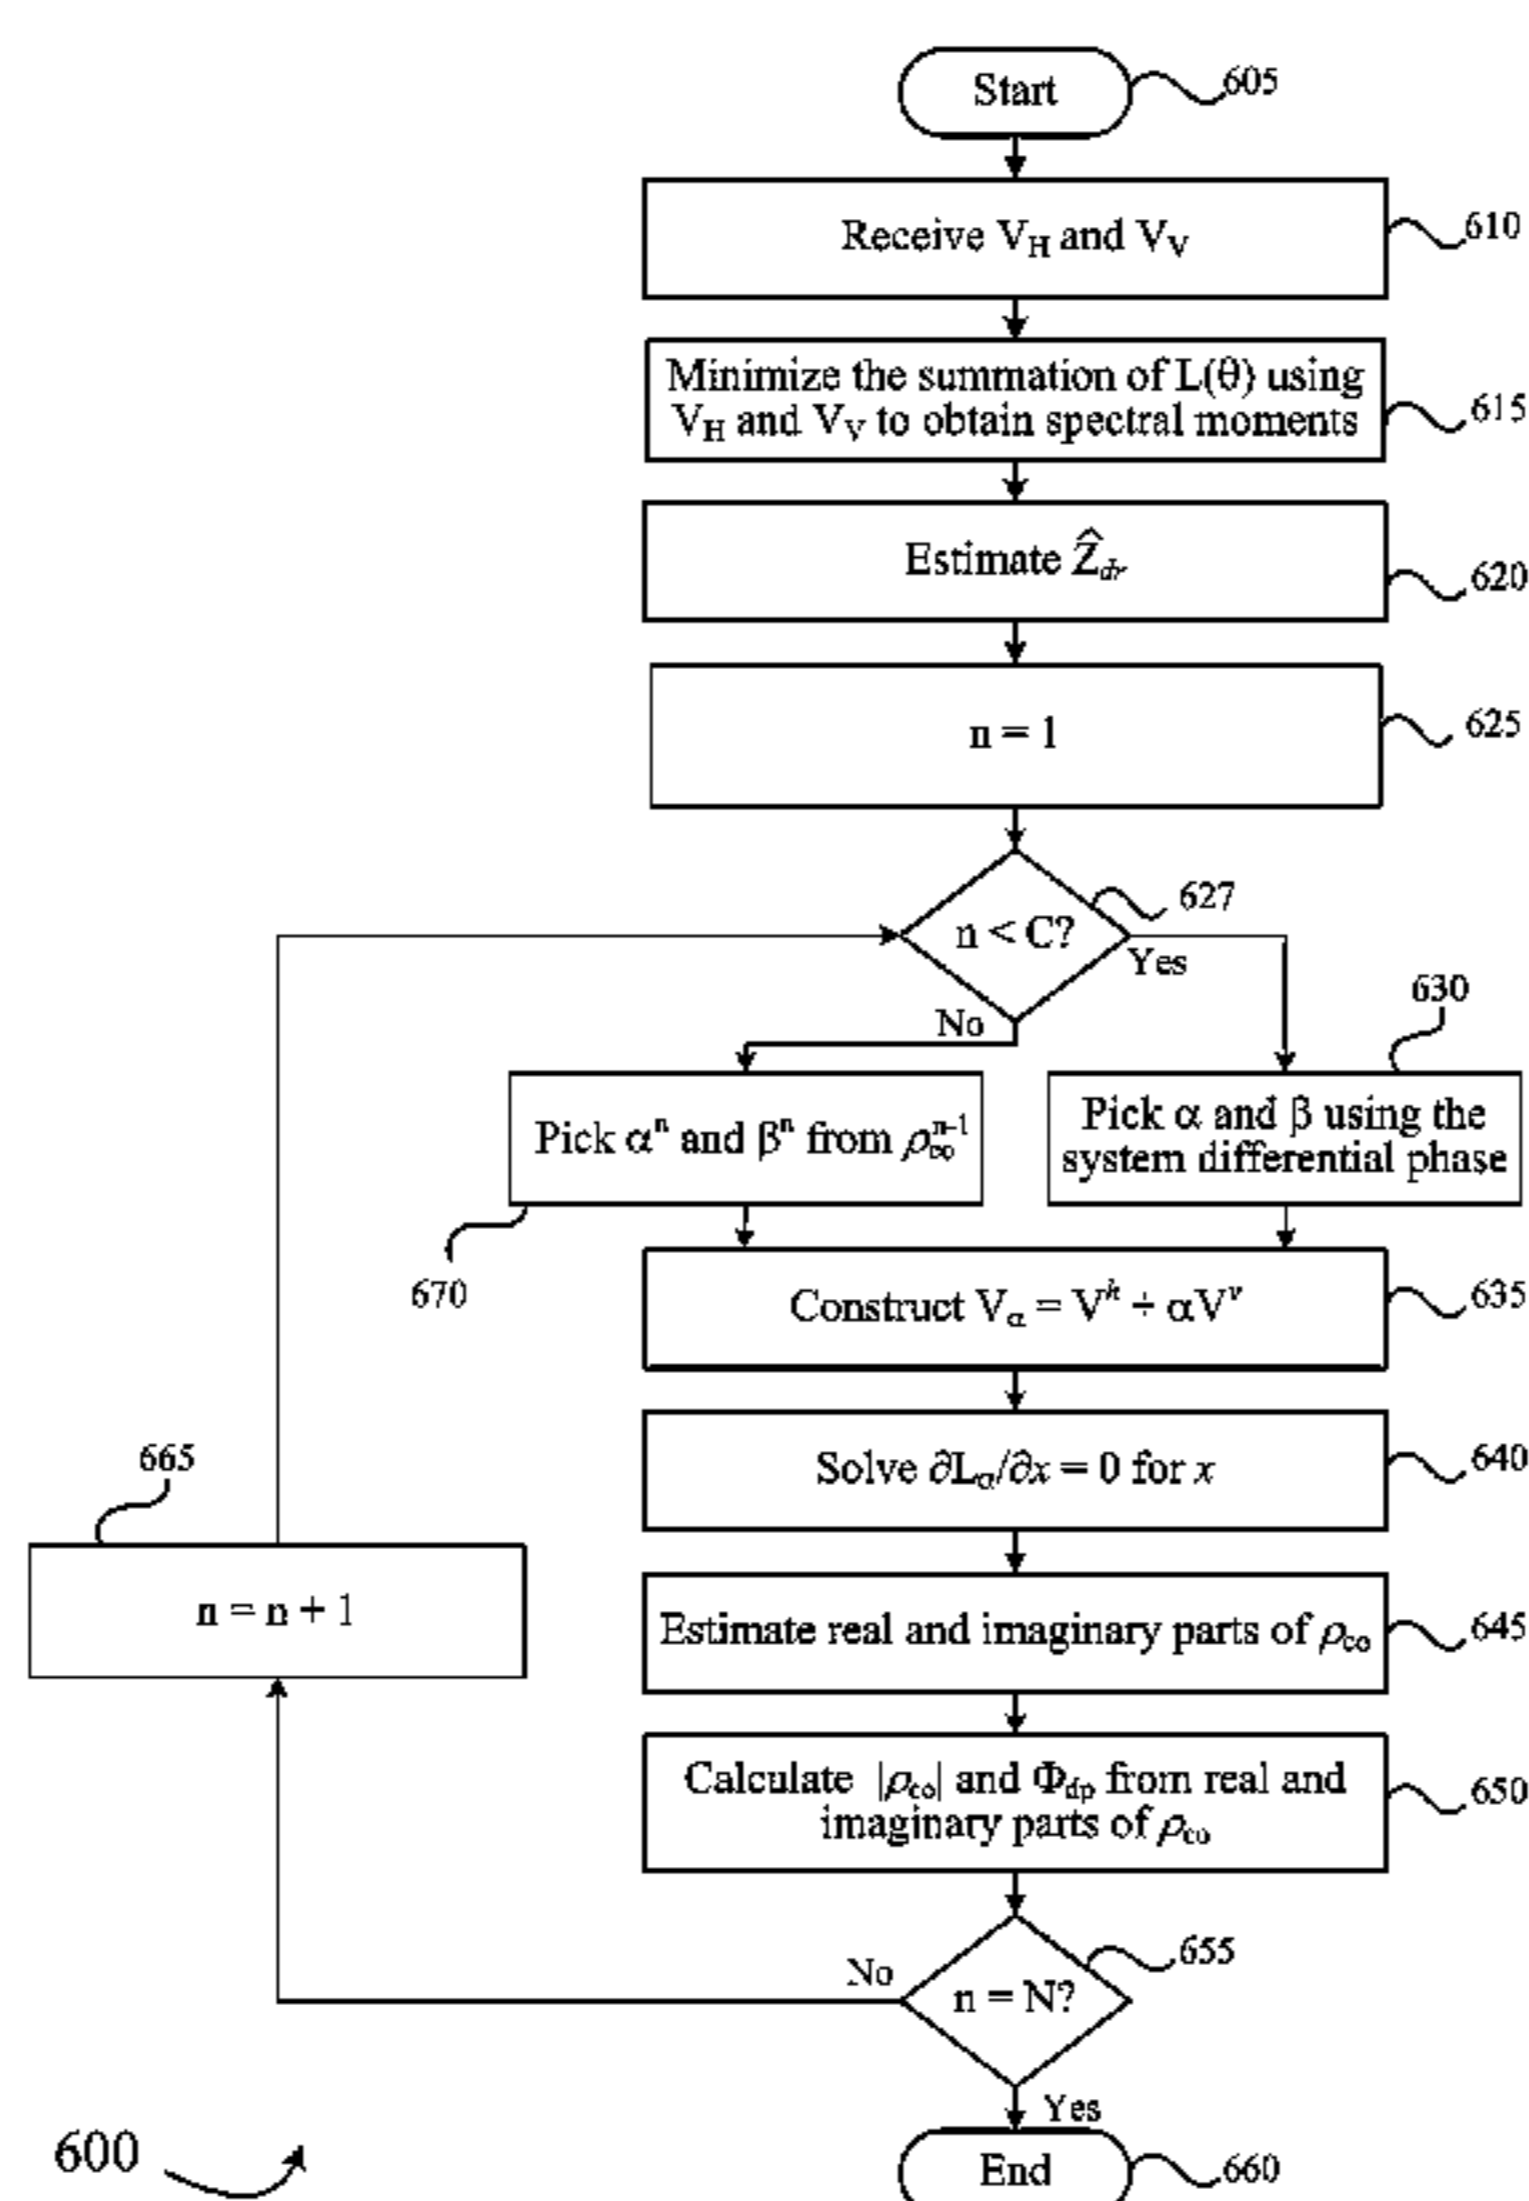 Start
605
Receive V_H and V_V
610
Minimize the summation of L(θ) using
V_H and V_V to obtain spectral moments
615
Estimate Ẑ_dr
620
n = 1
625
n < C?
627
Yes
No
630
Pick αⁿ and βⁿ from ρ_co^{n-1}
670
Pick α and β using the
system differential phase
Construct V_α = V^h + αV^v
635
Solve ∂L_α/∂x = 0 for x
640
665
n = n + 1
Estimate real and imaginary parts of ρ_co
645
Calculate |ρ_co| and Φ_dp from real and
imaginary parts of ρ_co
650
n = N?
655
No
Yes
End
660
600